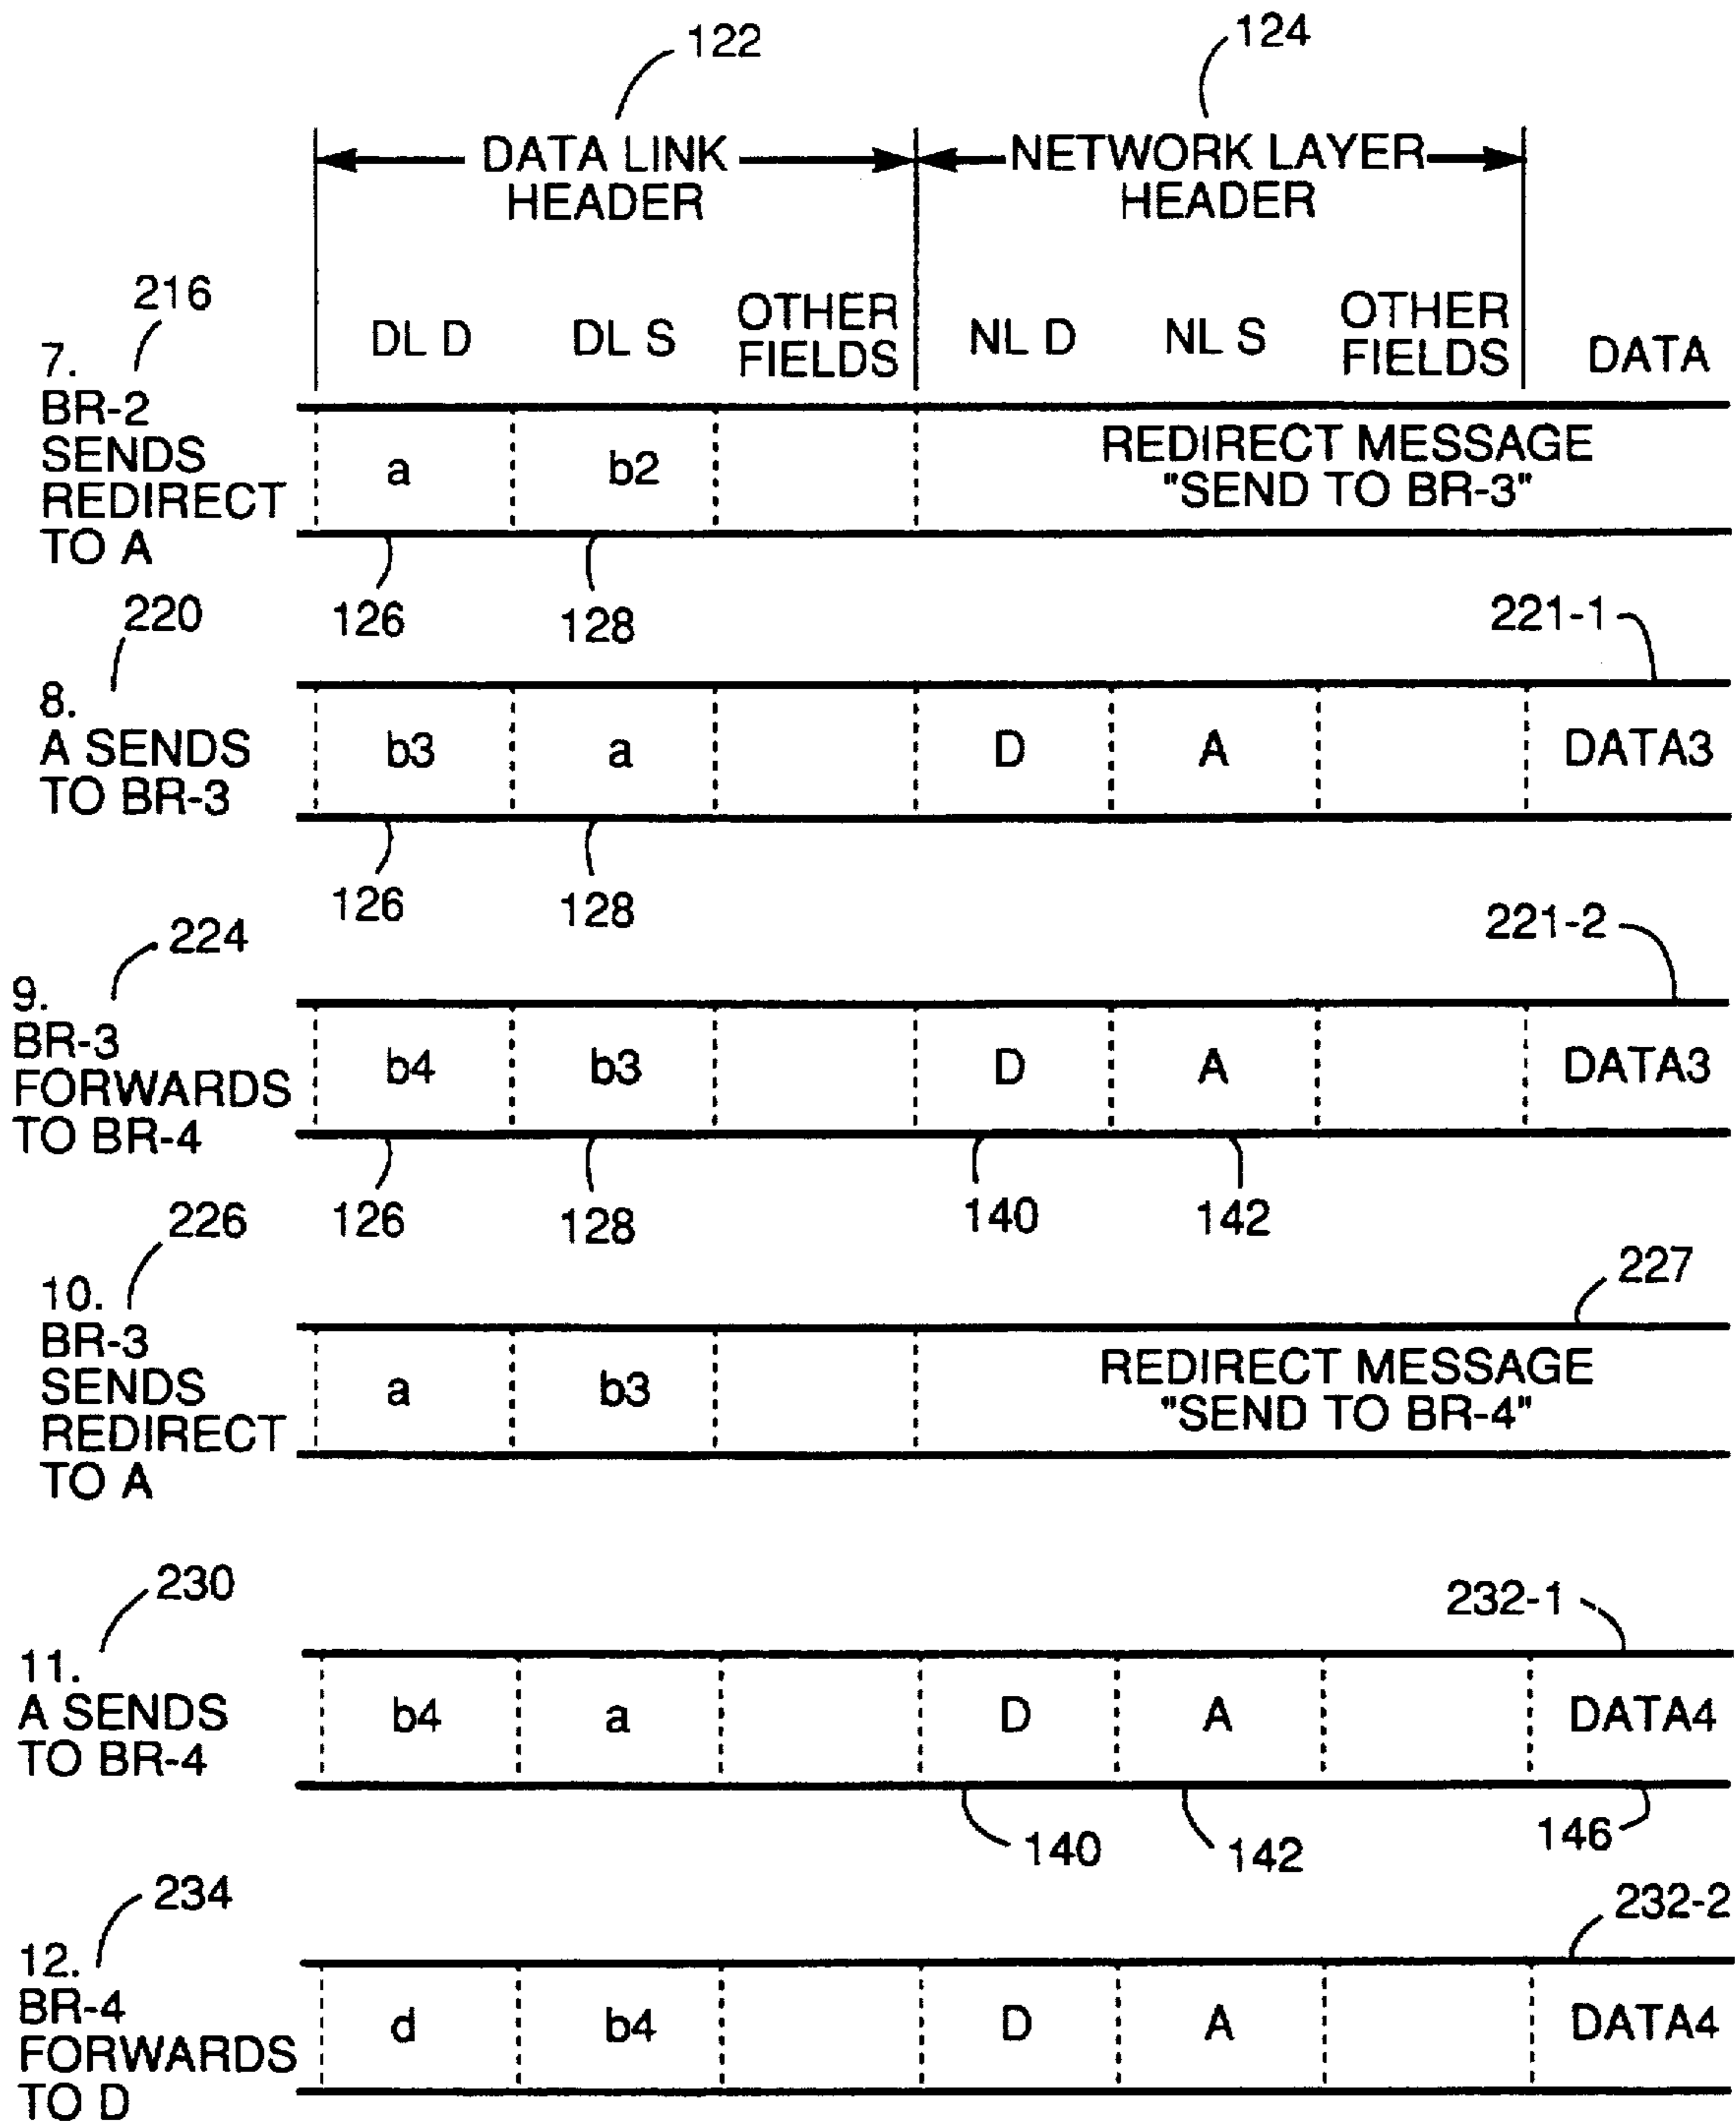 122
124
DATA LINK
HEADER
NETWORK LAYER
HEADER
216
DL D DL S OTHER FIELDS NL D NL S OTHER FIELDS DATA
7.
BR-2
SENDS
REDIRECT
TO A
a b2 REDIRECT MESSAGE
"SEND TO BR-3"
126 128
220
221-1
8.
A SENDS
TO BR-3
b3 a D A DATA3
126 128
224
221-2
9.
BR-3
FORWARDS
TO BR-4
b4 b3 D A DATA3
126 128 140 142
226
227
10.
BR-3
SENDS
REDIRECT
TO A
a b3 REDIRECT MESSAGE
"SEND TO BR-4"
230
232-1
11.
A SENDS
TO BR-4
b4 a D A DATA4
140 142 146
234
232-2
12.
BR-4
FORWARDS
TO D
d b4 D A DATA4